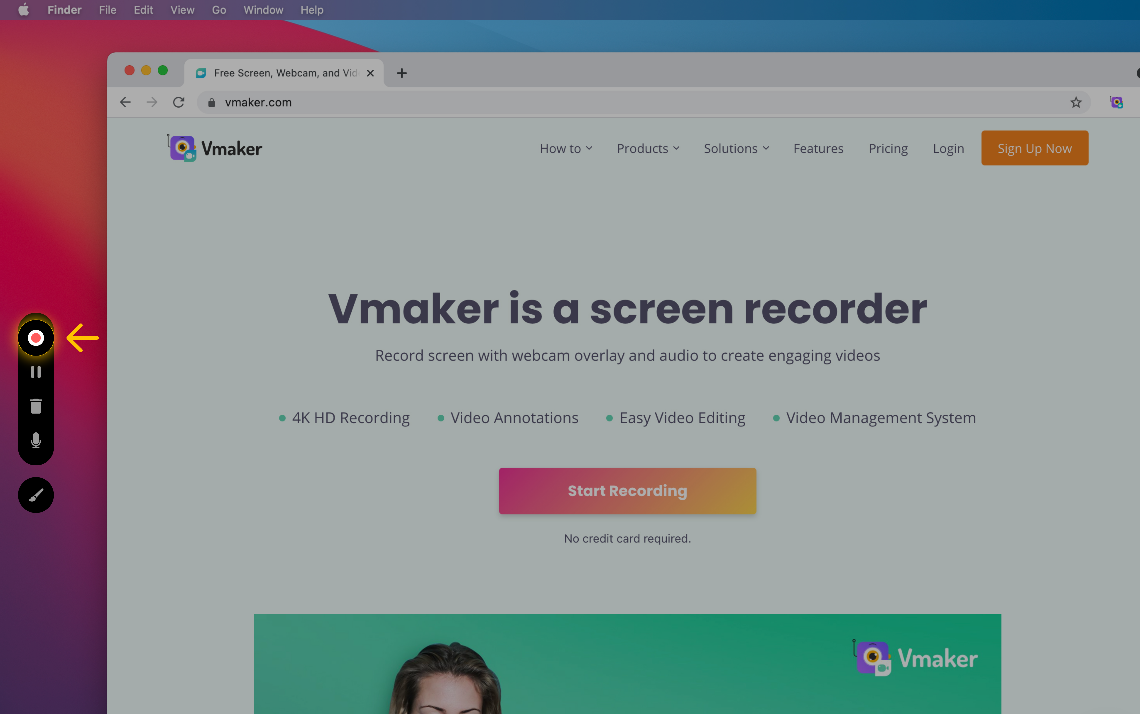 Finder File Edit View Go Window Help
Free Screen, Webcam, and Vid
vmaker.com
Vmaker How to Products Solutions Features Pricing Login Sign Up Now
Vmaker is a screen recorder
Record screen with webcam overlay and audio to create engaging videos
4K HD Recording Video Annotations Easy Video Editing Video Management System
Start Recording
No credit card required.
Vmaker